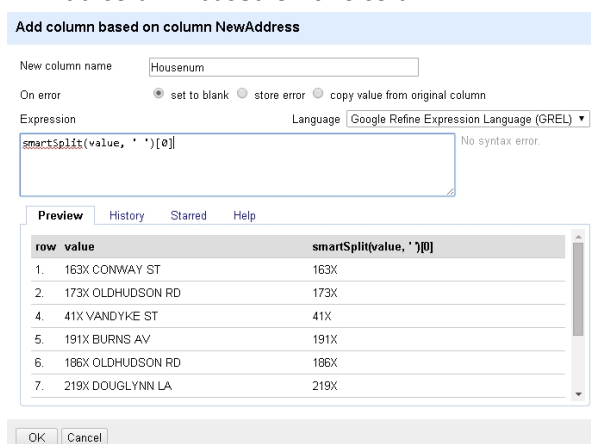 Add column based on column NewAddress
New column name Housenum
On error set to blank store error copy value from original column
Expression Language Google Refine Expression Language (GREL)
smartSplit(value, ' ')[0] No syntax error.
Preview History Starred Help
row value smartSplit(value, ' ')[0]
1. 163X CONWAY ST 163X
2. 173X OLDHUDSON RD 173X
4. 41X VANDYKE ST 41X
5. 191X BURNS AV 191X
6. 186X OLDHUDSON RD 186X
7. 219X DOUGLYNN LA 219X
OK Cancel